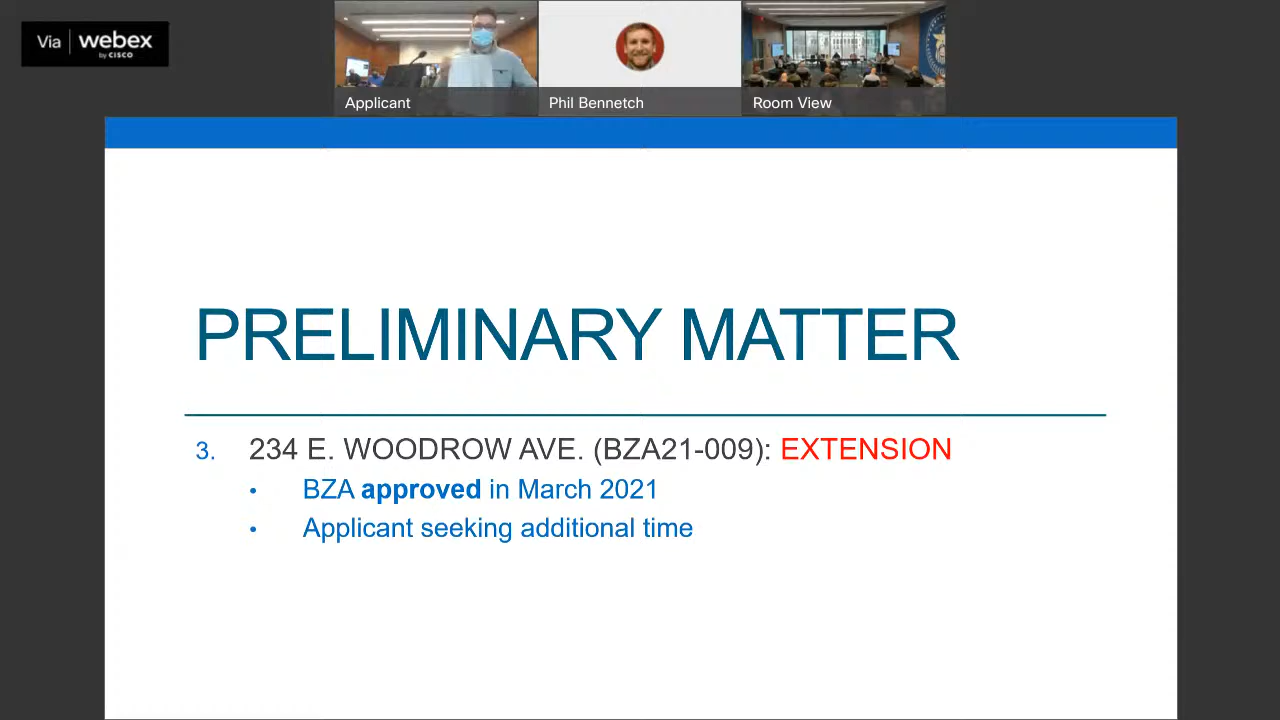 Via | webex
by CISCO
Applicant
Phil Bennetch
Room View
PRELIMINARY MATTER
3. 234 E. WOODROW AVE. (BZA21-009): EXTENSION
• BZA approved in March 2021
• Applicant seeking additional time